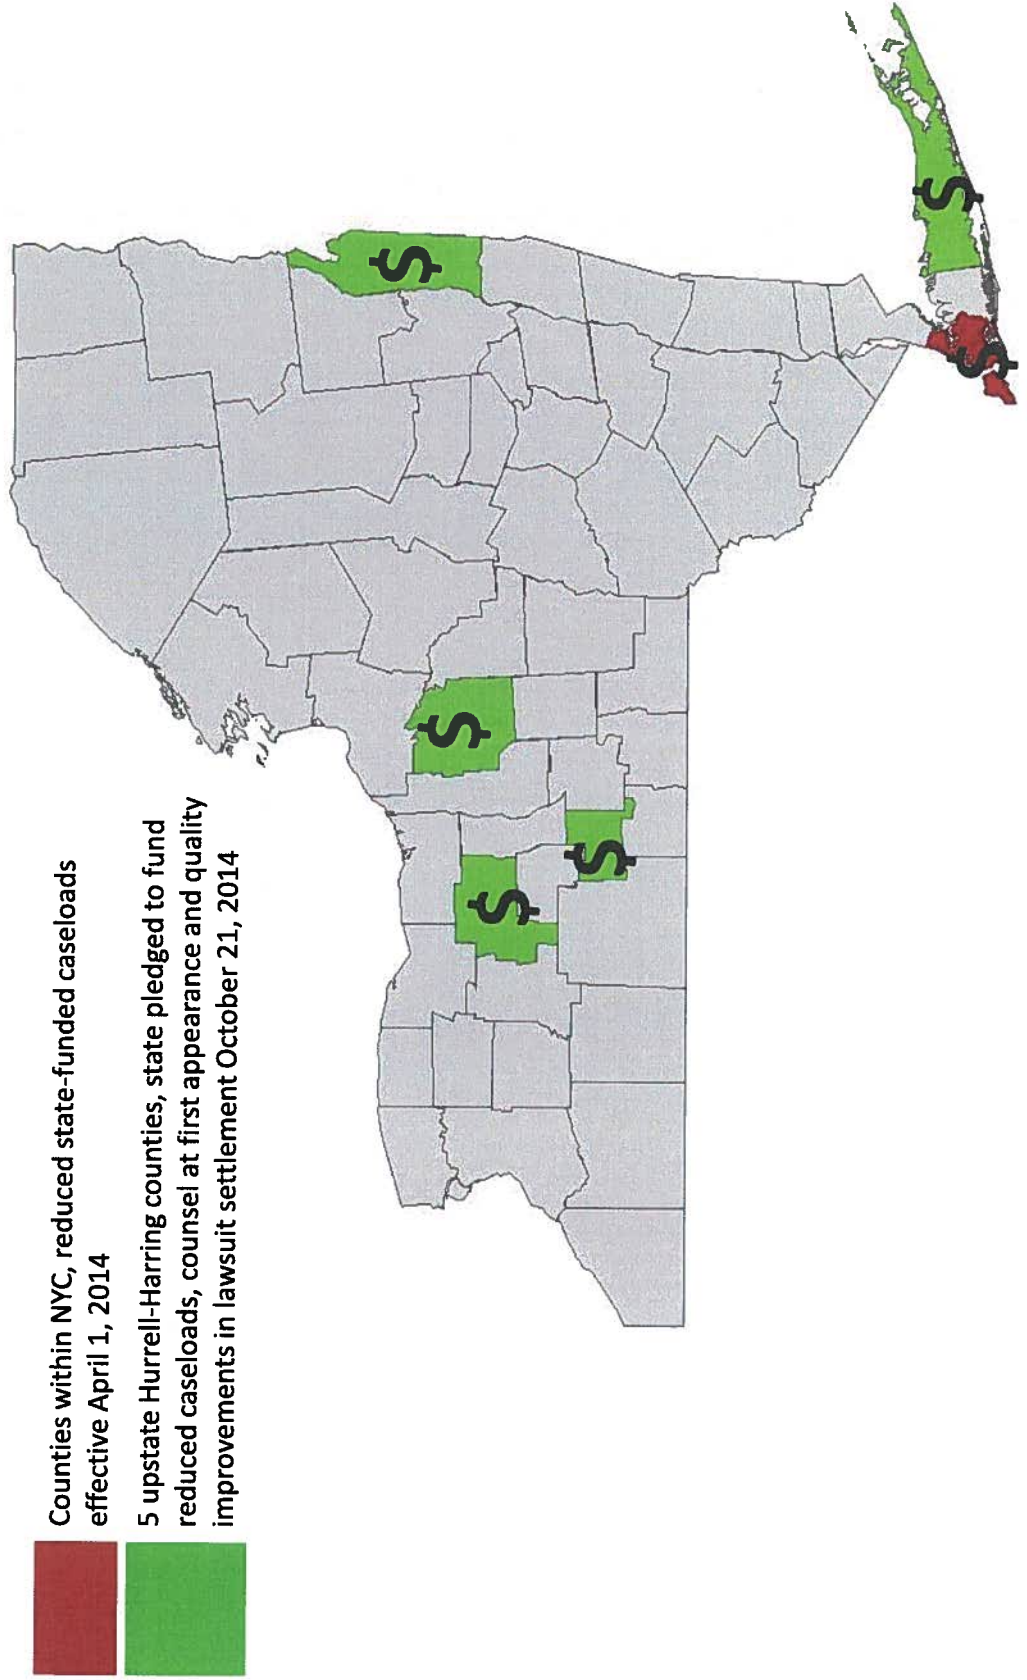 Counties within NYC, reduced state-funded caseloads
effective April 1, 2014
5 upstate Hurrell-Harring counties, state pledged to fund
reduced caseloads, counsel at first appearance and quality
improvements in lawsuit settlement October 21, 2014
$
$
$
$
$
$